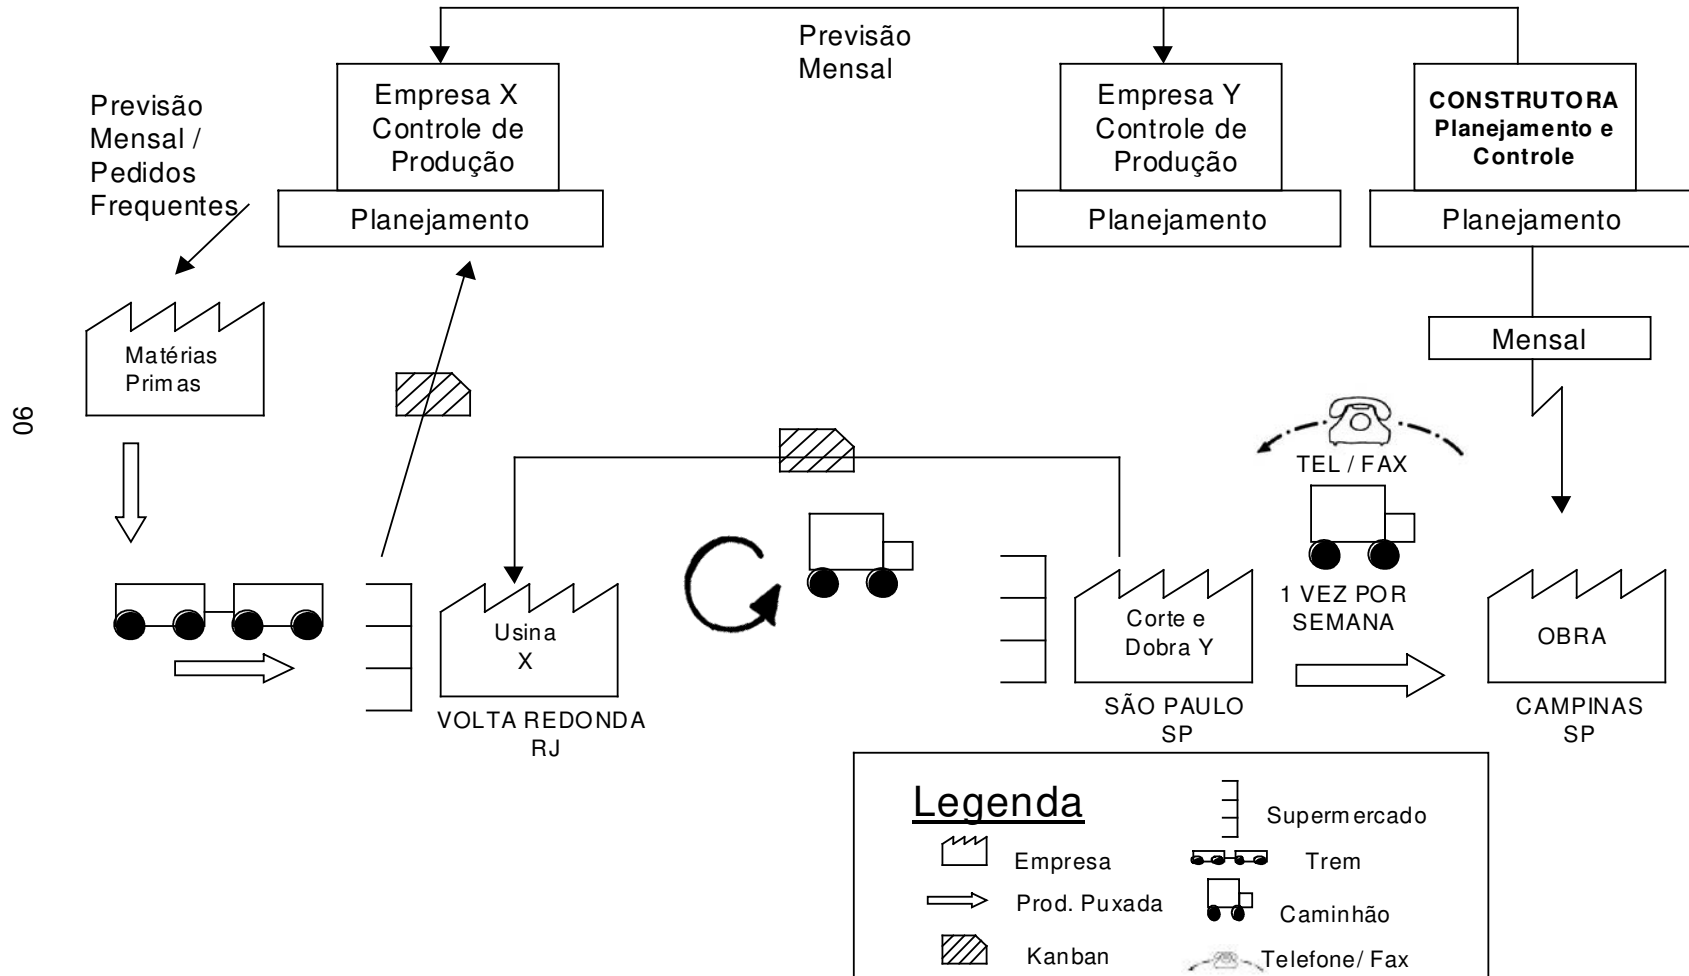 Previsão
Mensal
Empresa X
Controle de
Produção
Planejamento
Empresa Y
Controle de
Produção
Planejamento
CONSTRUTORA
Planejamento e
Controle
Planejamento
Previsão
Mensal /
Pedidos
Frequentes
Matérias
Primas
Mensal
90
TEL / FAX
1 VEZ POR
SEMANA
Usina
X
VOLTA REDONDA
RJ
Corte e
Dobra Y
SÃO PAULO
SP
OBRA
CAMPINAS
SP
Legenda
Empresa
Prod. Puxada
Kanban
Supermercado
Trem
Caminhão
Telefone/ Fax